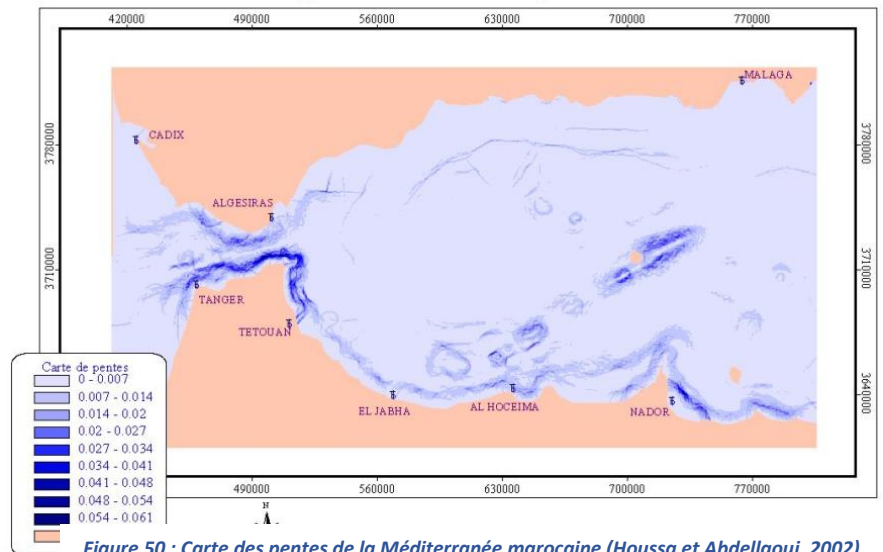 420000 490000 560000 630000 700000 770000
MALAGA
CADIX
3780000 3780000
ALGESIRAS
3710000 3710000
TANGER
TETOUAN
Carte de pentes
0 - 0.007
0.007 - 0.014
0.014 - 0.02
0.02 - 0.027
0.027 - 0.034
0.034 - 0.041
0.041 - 0.048
0.048 - 0.054
0.054 - 0.061
3640000
EL JABHA
AL HOCEIMA
NADOR
490000 560000 630000 700000 770000
N
Figure 50 : Carte des pentes de la Méditerranée marocaine (Houssa et Abdellaoui, 2002)